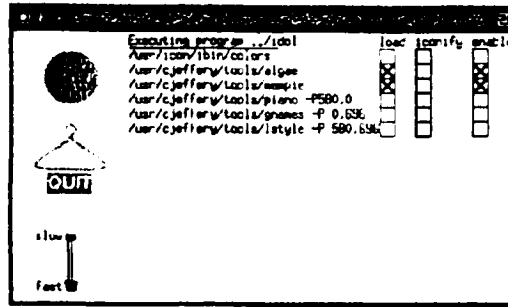 Executing program ../idol
load iconify enable
/usr/icon/ibin/colors
/usr/cjeffery/tools/algae
/usr/cjeffery/tools/mempie
/usr/cjeffery/tools/piano -P580.0
/usr/cjeffery/tools/gnames -P 0.696
/usr/cjeffery/tools/lstyle -P 580.696
QUIT
slow
fast